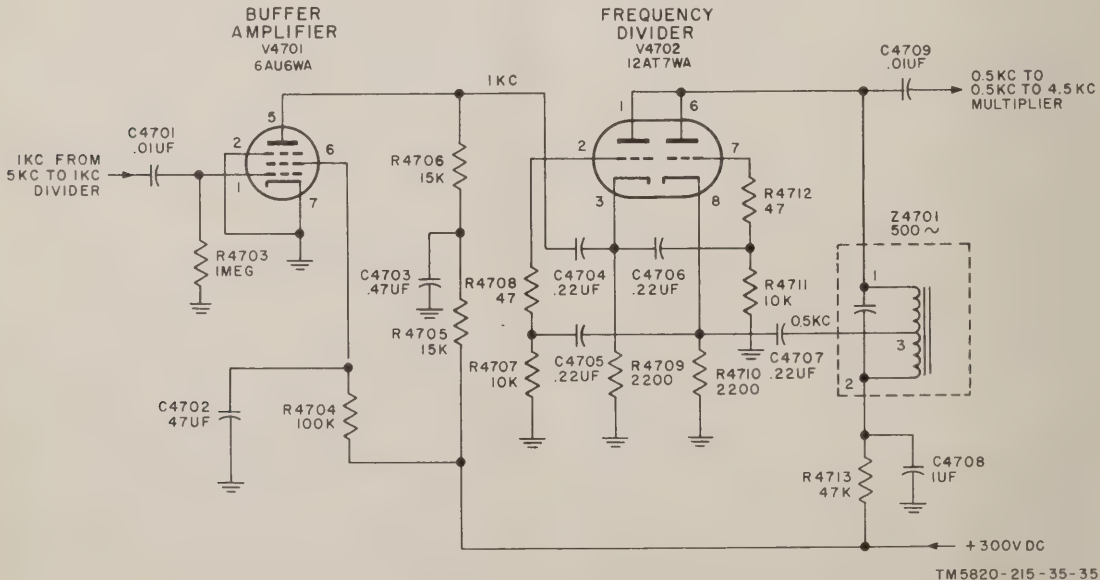 BUFFER
AMPLIFIER
V4701
6AU6WA
FREQUENCY
DIVIDER
V4702
12AT7WA
C4709
.01UF
0.5KC TO
0.5KC TO 4.5KC
MULTIPLIER
1KC
5
1
6
C4701
.01UF
2
6
1
7
1KC FROM
5KC TO 1KC
DIVIDER
R4703
1MEG
R4706
15K
2
7
3
8
R4712
47
Z4701
500~
C4703
.47UF
R4708
47
C4704
.22UF
C4706
.22UF
R4711
10K
1
3
2
R4705
15K
0.5KC
C4707
.22UF
R4707
10K
C4705
.22UF
R4709
2200
R4710
2200
C4702
47UF
R4704
100K
R4713
47K
C4708
1UF
+300V DC
TM5820-215-35-35